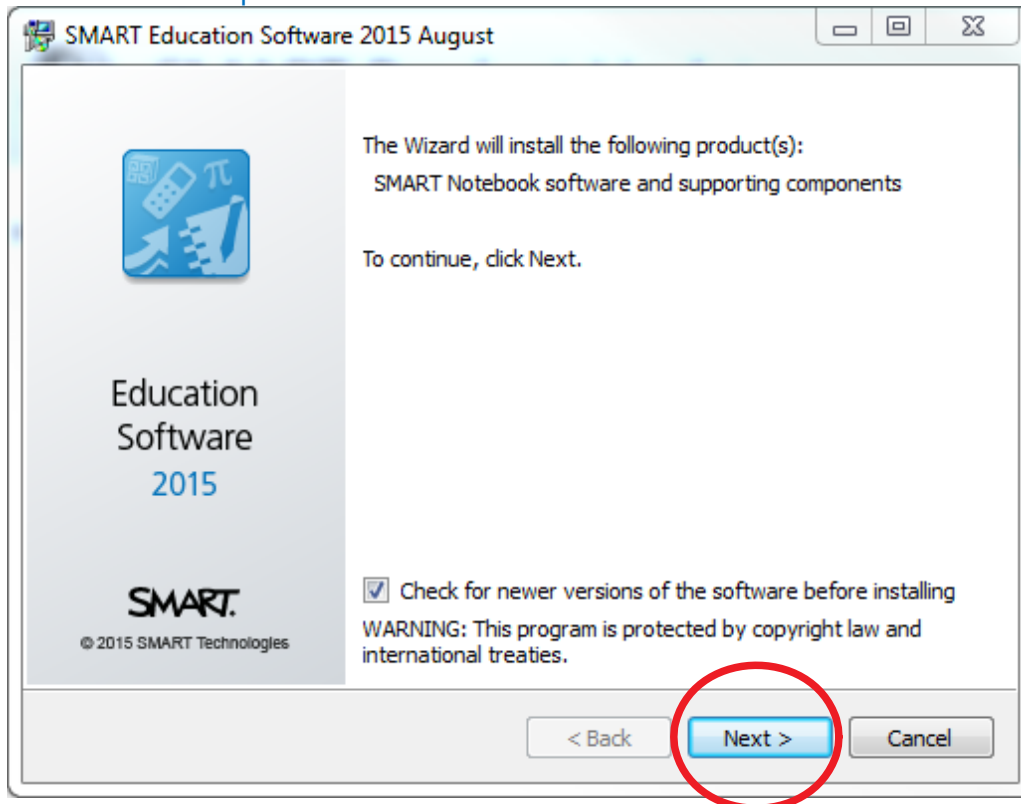 SMART Education Software 2015 August
The Wizard will install the following product(s):
SMART Notebook software and supporting components
To continue, click Next.
π
Education
Software
2015
SMART.
© 2015 SMART Technologies
Check for newer versions of the software before installing
WARNING: This program is protected by copyright law and
international treaties.
< Back
Next >
Cancel